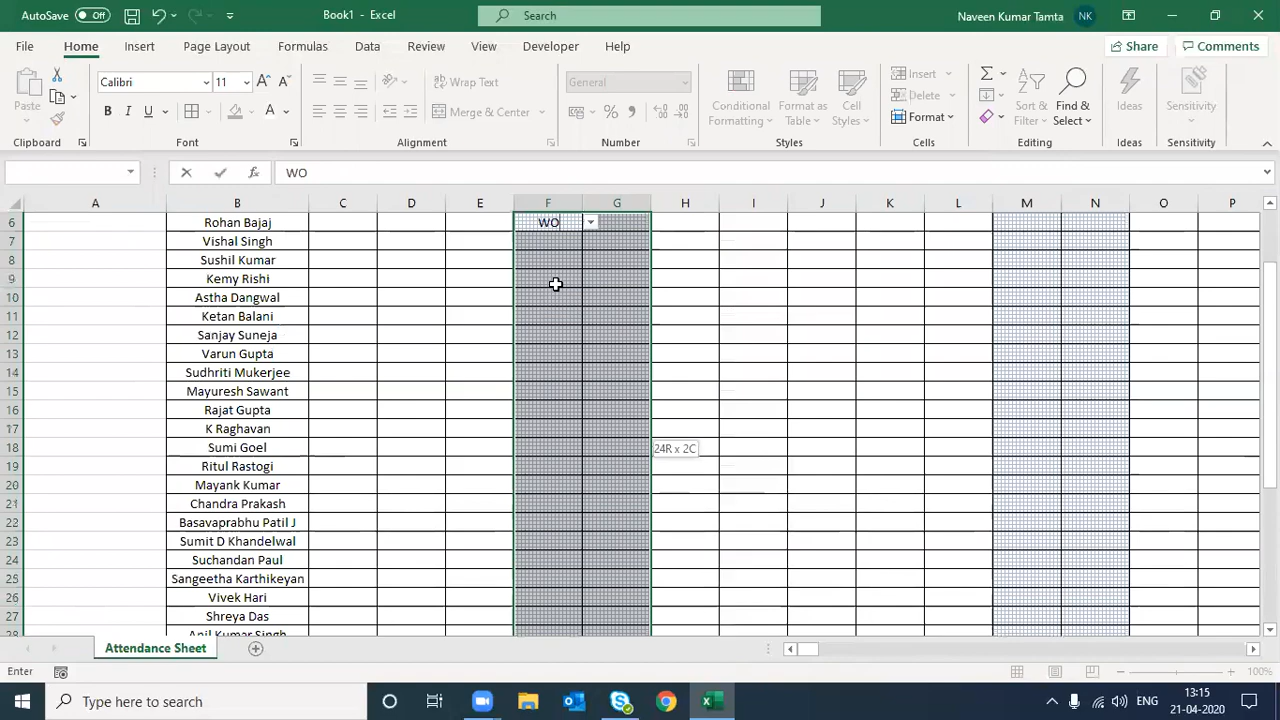 AutoSave Off Book1 - Excel Search Naveen Kumar Tamta NK
File Home Insert Page Layout Formulas Data Review View Developer Help Share Comments
Paste Calibri 11 A A Wrap Text General Conditional Formatting Format as Table Cell Styles Insert Delete Format Sort & Filter Find & Select Ideas Sensitivity
B I U A Merge & Center % ,
Clipboard Font Alignment Number Styles Cells Editing Ideas Sensitivity
fx WO
A B C D E F G H I J K L M N O P
6 Rohan Bajaj WO
7 Vishal Singh
8 Sushil Kumar
9 Kemy Rishi
10 Astha Dangwal
11 Ketan Balani
12 Sanjay Suneja
13 Varun Gupta
14 Sudhriti Mukerjee
15 Mayuresh Sawant
16 Rajat Gupta
17 K Raghavan
18 Sumi Goel 24R x 2C
19 Ritul Rastogi
20 Mayank Kumar
21 Chandra Prakash
22 Basavaprabhu Patil J
23 Sumit D Khandelwal
24 Suchandan Paul
25 Sangeetha Karthikeyan
26 Vivek Hari
27 Shreya Das
28 Anil Kumar Singh
Attendance Sheet
Enter 100%
Type here to search ENG 13:15
21-04-2020